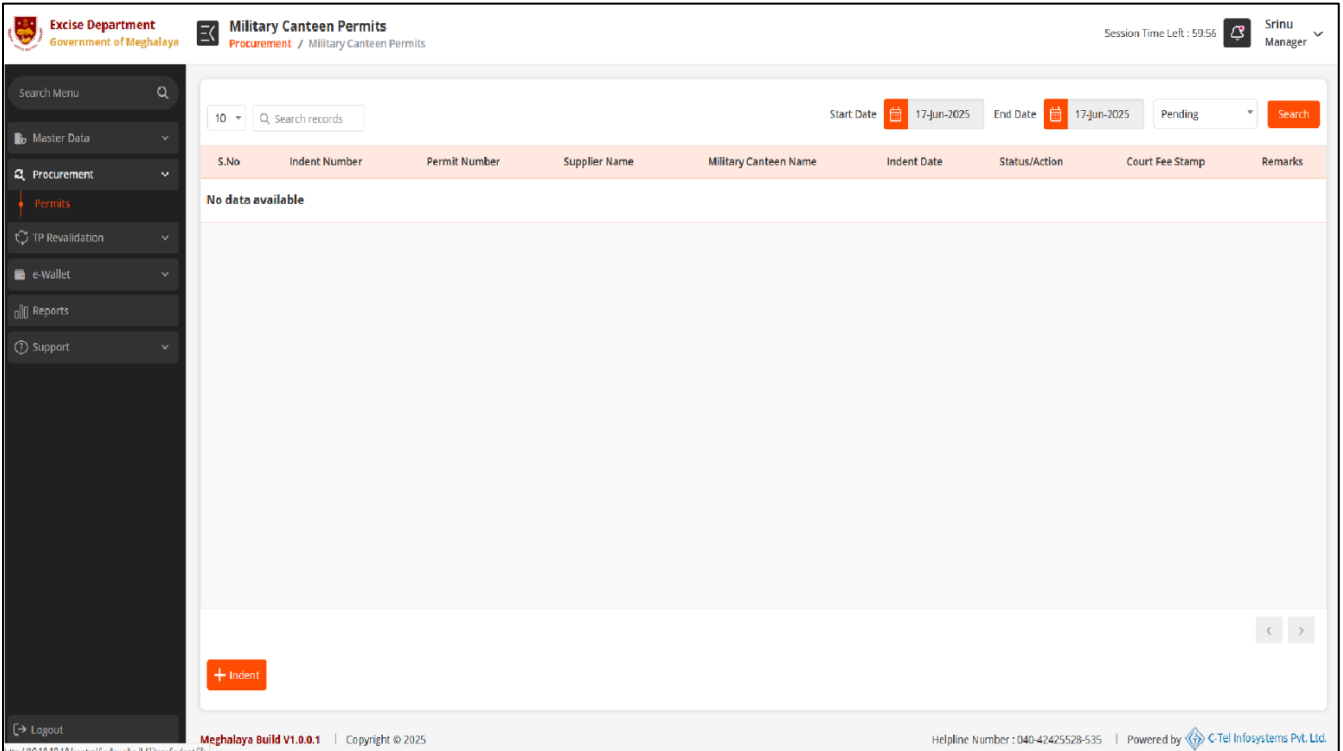 Excise Department
Government of Meghalaya
Military Canteen Permits
Procurement / Military Canteen Permits
Session Time Left : 59:56
Srinu
Manager
Search Menu
Master Data
Procurement
Permits
TP Revalidation
e-Wallet
Reports
Support
Logout
10 Search records Start Date 17-Jun-2025 End Date 17-Jun-2025 Pending Search
S.No Indent Number Permit Number Supplier Name Military Canteen Name Indent Date Status/Action Court Fee Stamp Remarks
No data available
< >
+ Indent
Meghalaya Build V1.0.0.1 | Copyright © 2025 Helpline Number : 040-42425528-535 | Powered by C-Tel Infosystems Pvt. Ltd.